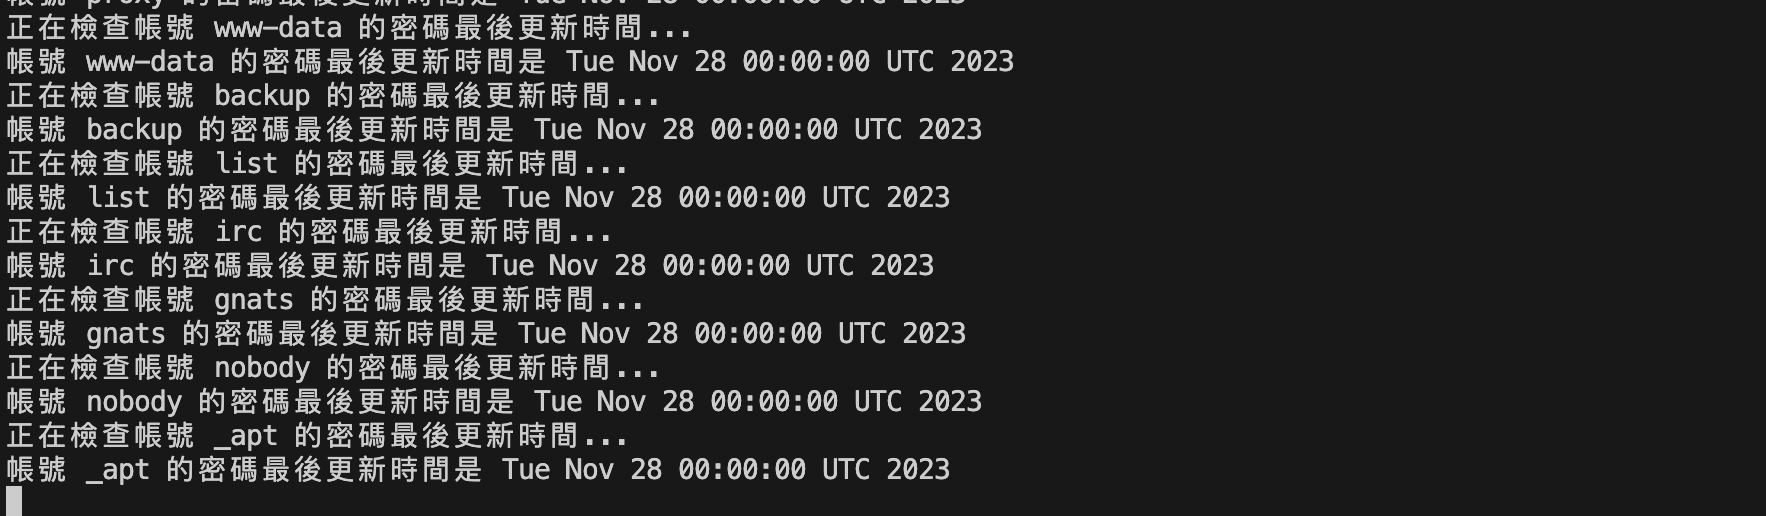 帳號 proxy 的密碼最後更新時間是 Tue Nov 28 00:00:00 UTC 2023
正在檢查帳號 www-data 的密碼最後更新時間...
帳號 www-data 的密碼最後更新時間是 Tue Nov 28 00:00:00 UTC 2023
正在檢查帳號 backup 的密碼最後更新時間...
帳號 backup 的密碼最後更新時間是 Tue Nov 28 00:00:00 UTC 2023
正在檢查帳號 list 的密碼最後更新時間...
帳號 list 的密碼最後更新時間是 Tue Nov 28 00:00:00 UTC 2023
正在檢查帳號 irc 的密碼最後更新時間...
帳號 irc 的密碼最後更新時間是 Tue Nov 28 00:00:00 UTC 2023
正在檢查帳號 gnats 的密碼最後更新時間...
帳號 gnats 的密碼最後更新時間是 Tue Nov 28 00:00:00 UTC 2023
正在檢查帳號 nobody 的密碼最後更新時間...
帳號 nobody 的密碼最後更新時間是 Tue Nov 28 00:00:00 UTC 2023
正在檢查帳號 _apt 的密碼最後更新時間...
帳號 _apt 的密碼最後更新時間是 Tue Nov 28 00:00:00 UTC 2023